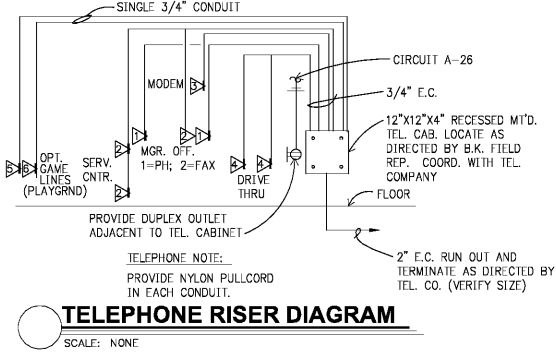 SINGLE 3/4" CONDUIT
CIRCUIT A-26
MODEM
3
3/4" E.C.
12"X12"X4" RECESSED MT'D.
TEL. CAB. LOCATE AS
DIRECTED BY B.K. FIELD
REP. COORD. WITH TEL.
COMPANY
1
2
1
2
MGR. OFF.
1=PH; 2=FAX
5
6
OPT.
GAME
LINES
(PLAYGRND)
SERV.
CNTR.
2
4
4
DRIVE
THRU
FLOOR
PROVIDE DUPLEX OUTLET
ADJACENT TO TEL. CABINET
TELEPHONE NOTE:
PROVIDE NYLON PULLCORD
IN EACH CONDUIT.
2" E.C. RUN OUT AND
TERMINATE AS DIRECTED BY
TEL. CO. (VERIFY SIZE)
TELEPHONE RISER DIAGRAM
SCALE: NONE